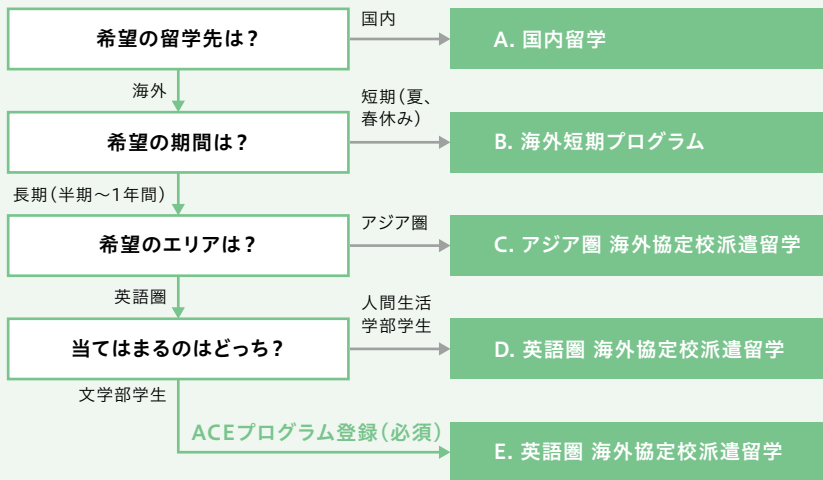 希望の留学先は？
国内
A. 国内留学
海外
短期（夏、
春休み）
希望の期間は？
B. 海外短期プログラム
長期（半期～1年間）
アジア圏
希望のエリアは？
C. アジア圏 海外協定校派遣留学
英語圏
人間生活
学部学生
当てはまるのはどっち？
D. 英語圏 海外協定校派遣留学
文学部学生
ACEプログラム登録（必須）
E. 英語圏 海外協定校派遣留学